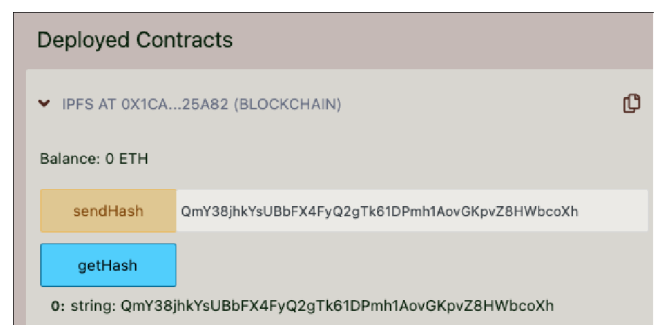 Deployed Contracts
IPFS AT 0X1CA...25A82 (BLOCKCHAIN)
Balance: 0 ETH
sendHash QmY38jhkYsUBbFX4FyQ2gTk61DPmh1AovGKpvZ8HWbcoXh
getHash
0: string: QmY38jhkYsUBbFX4FyQ2gTk61DPmh1AovGKpvZ8HWbcoXh